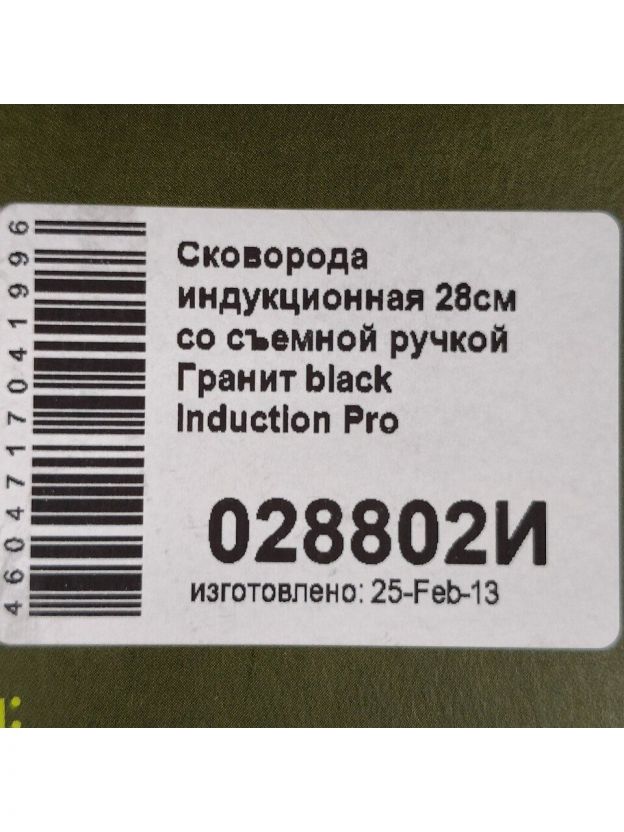 Сковорода
индукционная 28см
со съемной ручкой
Гранит black
Induction Pro
028802И
изготовлено: 25-Feb-13
4604717041996